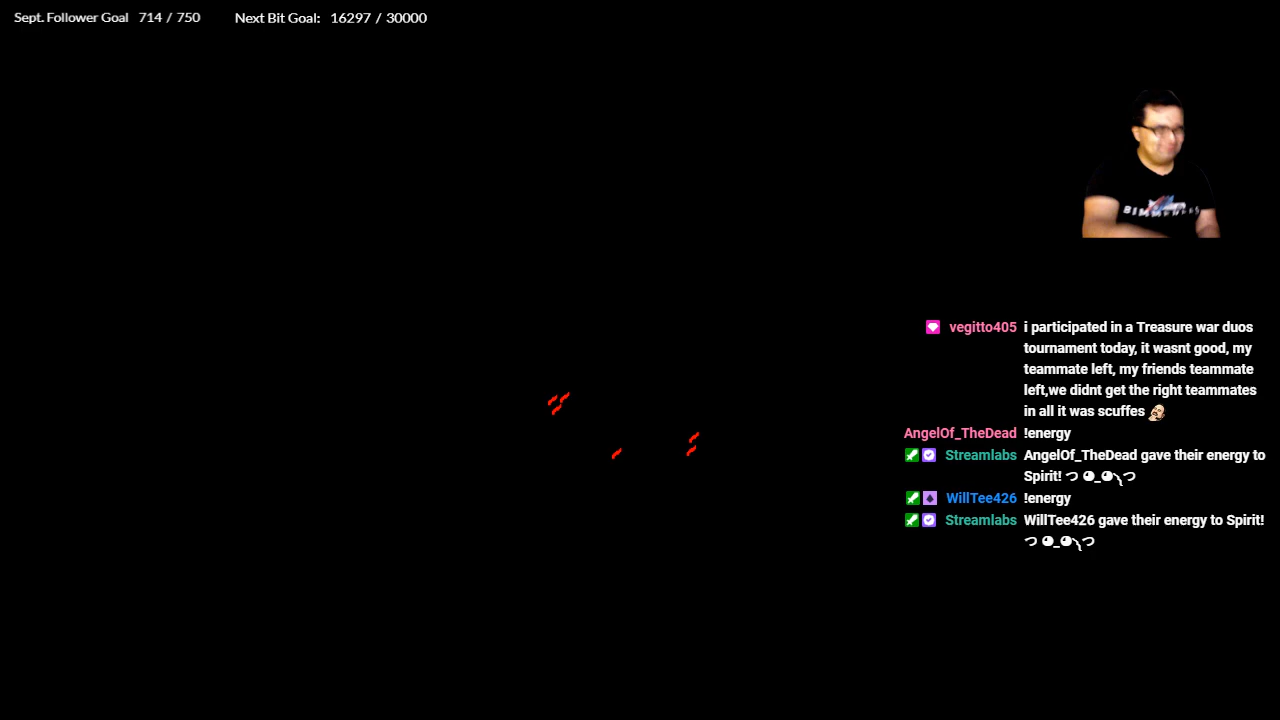 Sept. Follower Goal 714 / 750 Next Bit Goal: 16297 / 30000
vegitto405 i participated in a Treasure war duos
tournament today, it wasnt good, my
teammate left, my friends teammate
left,we didnt get the right teammates
in all it was scuffes
AngelOf_TheDead !energy
Streamlabs AngelOf_TheDead gave their energy to
Spirit! つ ◕_◕ ╮つ
WillTee426 !energy
Streamlabs WillTee426 gave their energy to Spirit!
つ ◕_◕ ╮つ